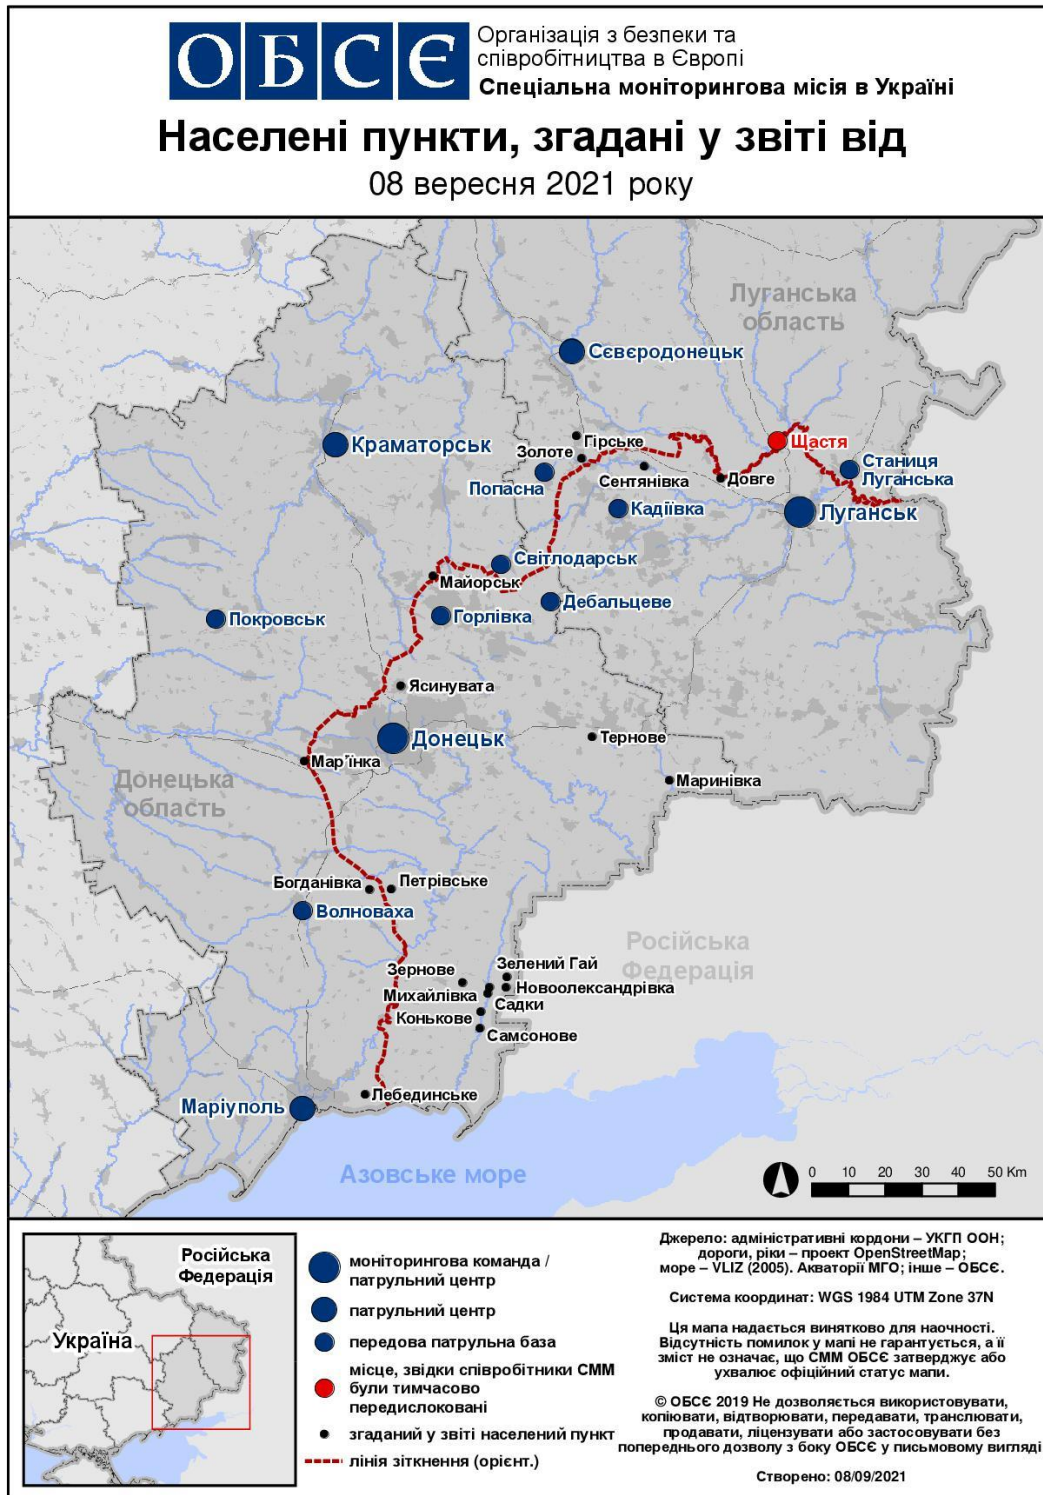 ОБСЄ
Організація з безпеки та
співробітництва в Європі
Спеціальна моніторингова місія в Україні
Населені пункти, згадані у звіті від
08 вересня 2021 року
Луганська
область
Сєвєродонецьк
Краматорськ
Гірське
Золоте
Щастя
Попасна
Сентянівка
Довге
Станиця
Луганська
Кадіївка
Луганськ
Світлодарськ
Майорськ
Дебальцеве
Горлівка
Покровськ
Ясинувата
Донецьк
Тернове
Мар'їнка
Маринівка
Донецька
область
Богданівка
Петрівське
Волноваха
Російська
Федерація
Зелений Гай
Зернове
Новоолександрівка
Михайлівка
Садки
Конькове
Самсонове
Лебединське
Маріуполь
Азовське море
0 10 20 30 40 50 Km
Російська
Федерація
Україна
моніторингова команда /
патрульний центр
патрульний центр
передова патрульна база
місце, звідки співробітники СММ
були тимчасово
передислоковані
згаданий у звіті населений пункт
лінія зіткнення (орієнт.)
Джерело: адміністративні кордони – УКГП ООН;
дороги, ріки – проект OpenStreetMap;
море – VLIZ (2005). Акваторії МГО; інше – ОБСЄ.
Система координат: WGS 1984 UTM Zone 37N
Ця мапа надається винятково для наочності.
Відсутність помилок у мапі не гарантується, а її
зміст не означає, що СММ ОБСЄ затверджує або
ухвалює офіційний статус мапи.
© ОБСЄ 2019 Не дозволяється використовувати,
копіювати, відтворювати, передавати, транслювати,
продавати, ліцензувати або застосовувати без
попереднього дозволу з боку ОБСЄ у письмовому вигляді
Створено: 08/09/2021